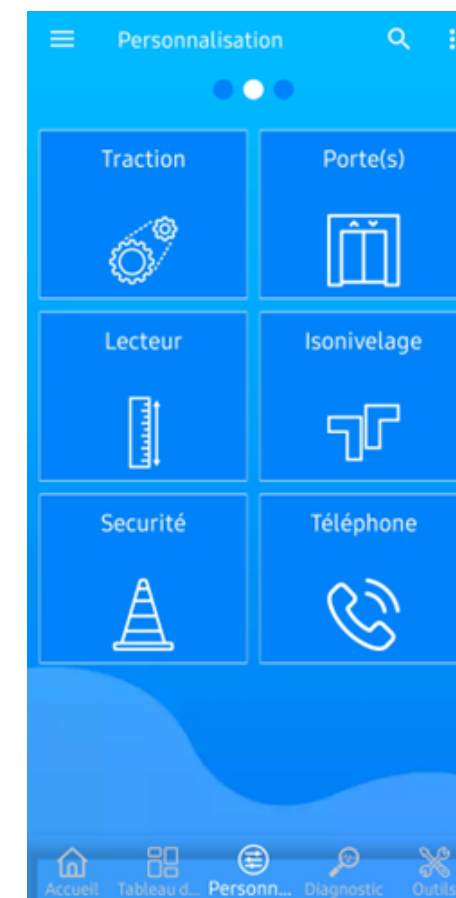 Personnalisation
Traction
Porte(s)
Lecteur
Isonivelage
Securité
Téléphone
Accueil
Tableau d...
Personn...
Diagnostic
Outils